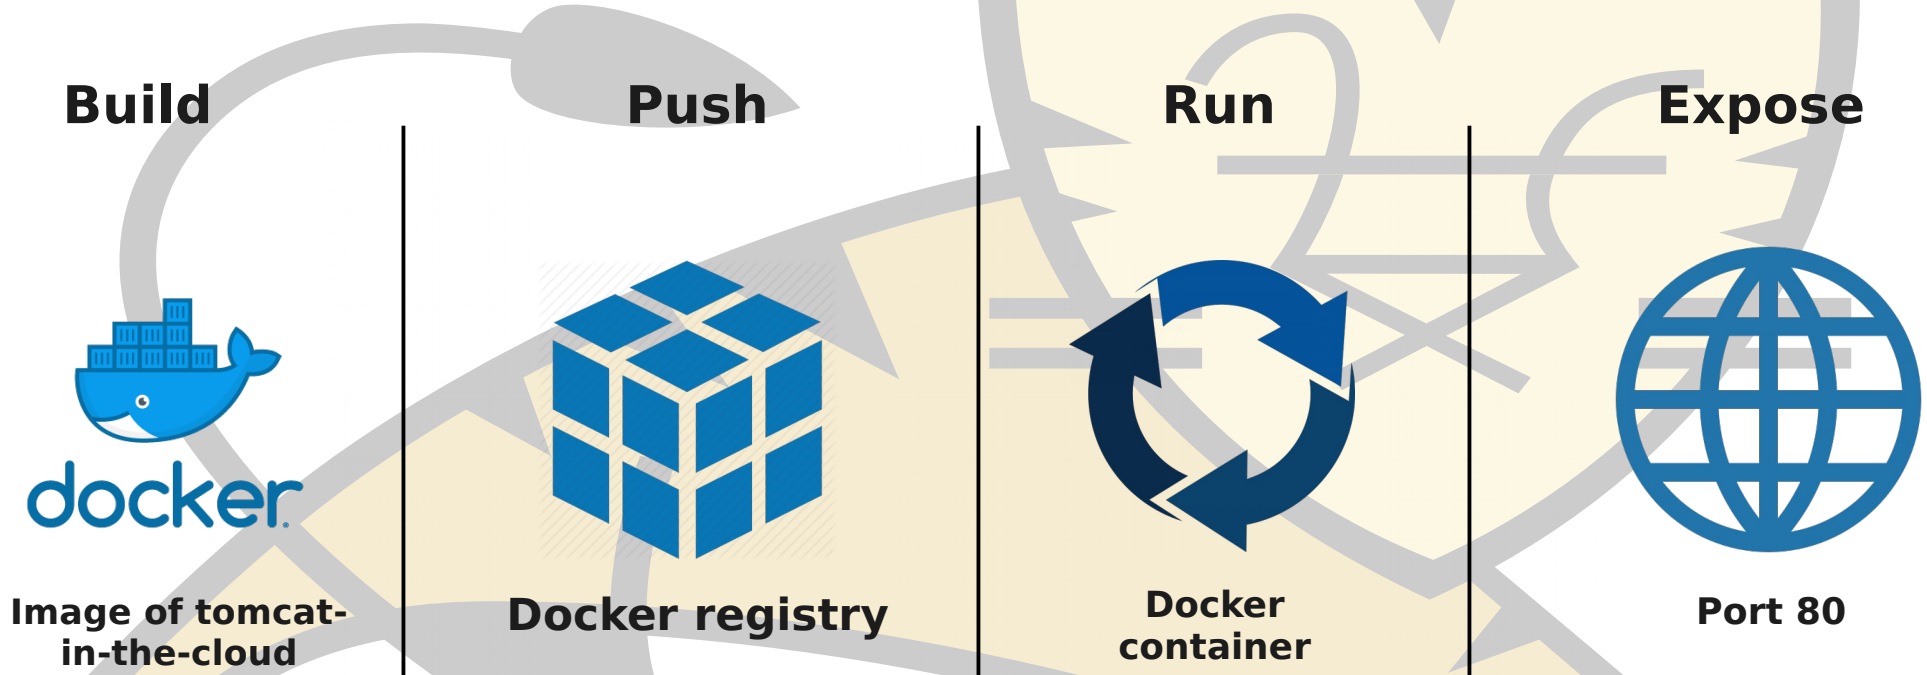 Build
Push
Run
Expose
docker
Image of tomcat-
in-the-cloud
Docker registry
Docker
container
Port 80